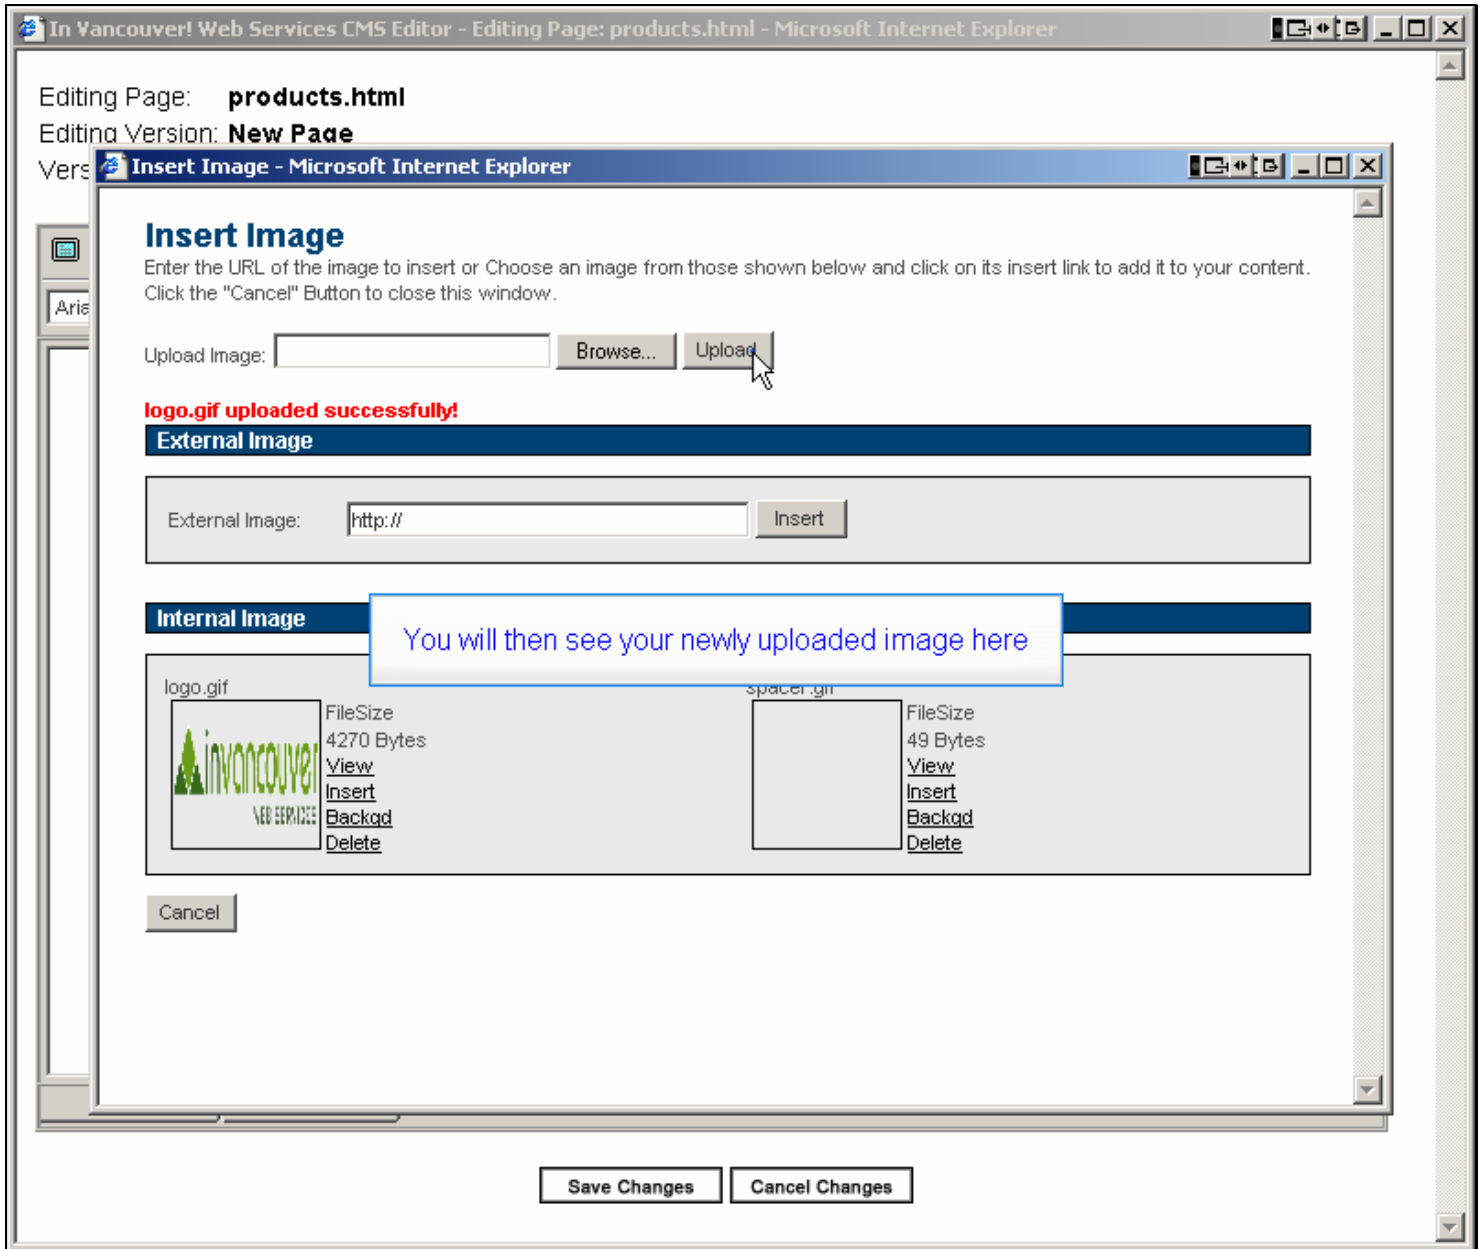 In Vancouver! Web Services CMS Editor - Editing Page: products.html - Microsoft Internet Explorer
Editing Page: products.html
Editing Version: New Page
Vers
Insert Image - Microsoft Internet Explorer
Insert Image
Enter the URL of the image to insert or Choose an image from those shown below and click on its insert link to add it to your content.
Click the "Cancel" Button to close this window.
Aria
Upload Image: Browse... Upload
logo.gif uploaded successfully!
External Image
External Image: http:// Insert
Internal Image
You will then see your newly uploaded image here
logo.gif
invancouver
WEB SERVICES
FileSize
4270 Bytes
View
Insert
Backgd
Delete
spacer.gif
FileSize
49 Bytes
View
Insert
Backgd
Delete
Cancel
Save Changes Cancel Changes